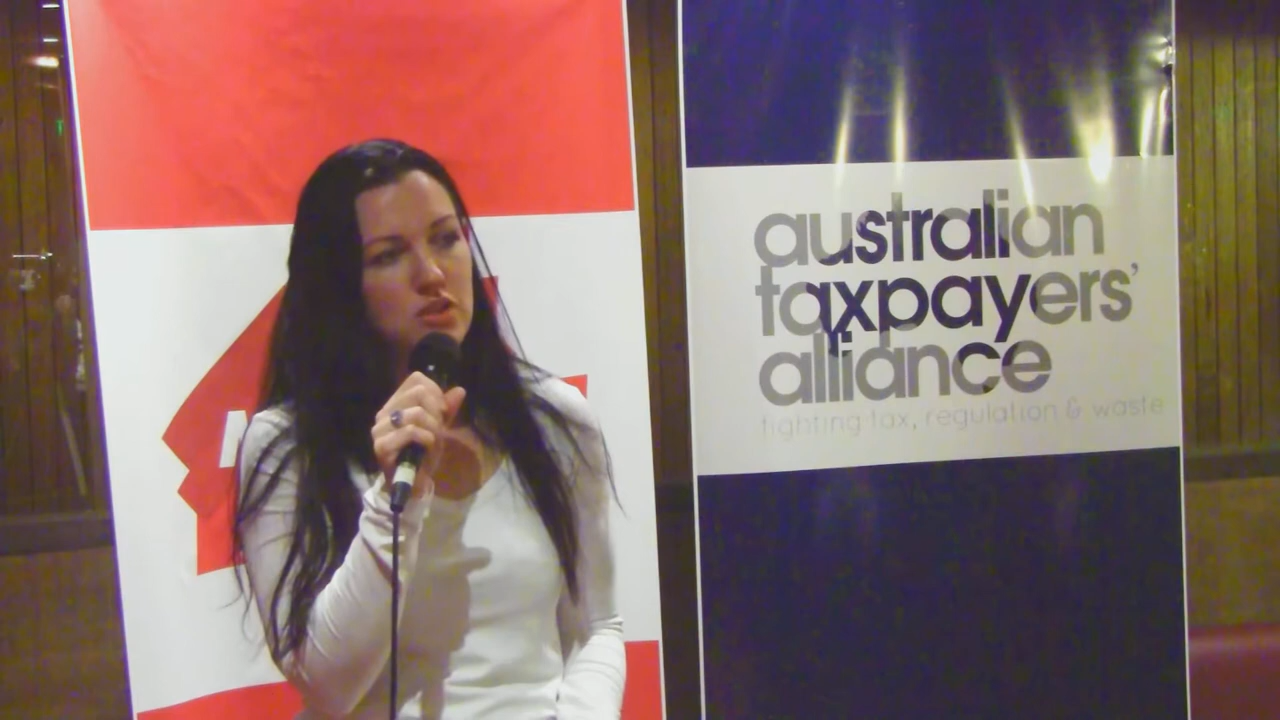 australian
taxpayers'
alliance
fighting tax, regulation & waste